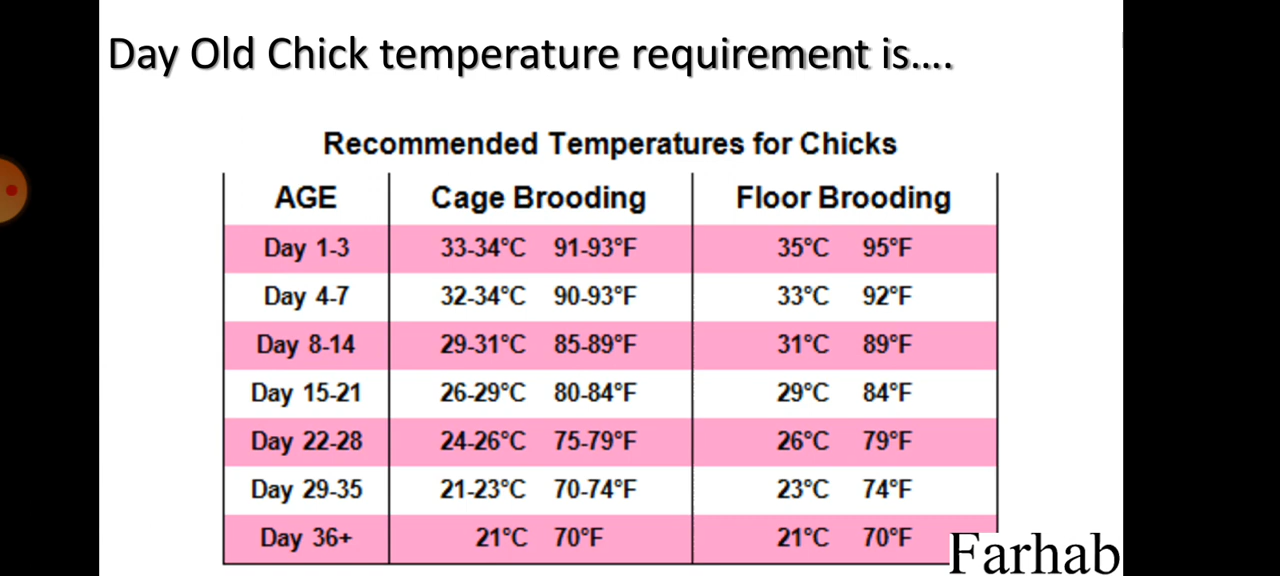 Day Old Chick temperature requirement is....
Recommended Temperatures for Chicks
AGE Cage Brooding Floor Brooding
Day 1-3 33-34°C 91-93°F 35°C 95°F
Day 4-7 32-34°C 90-93°F 33°C 92°F
Day 8-14 29-31°C 85-89°F 31°C 89°F
Day 15-21 26-29°C 80-84°F 29°C 84°F
Day 22-28 24-26°C 75-79°F 26°C 79°F
Day 29-35 21-23°C 70-74°F 23°C 74°F
Day 36+ 21°C 70°F 21°C 70°F
Farhab